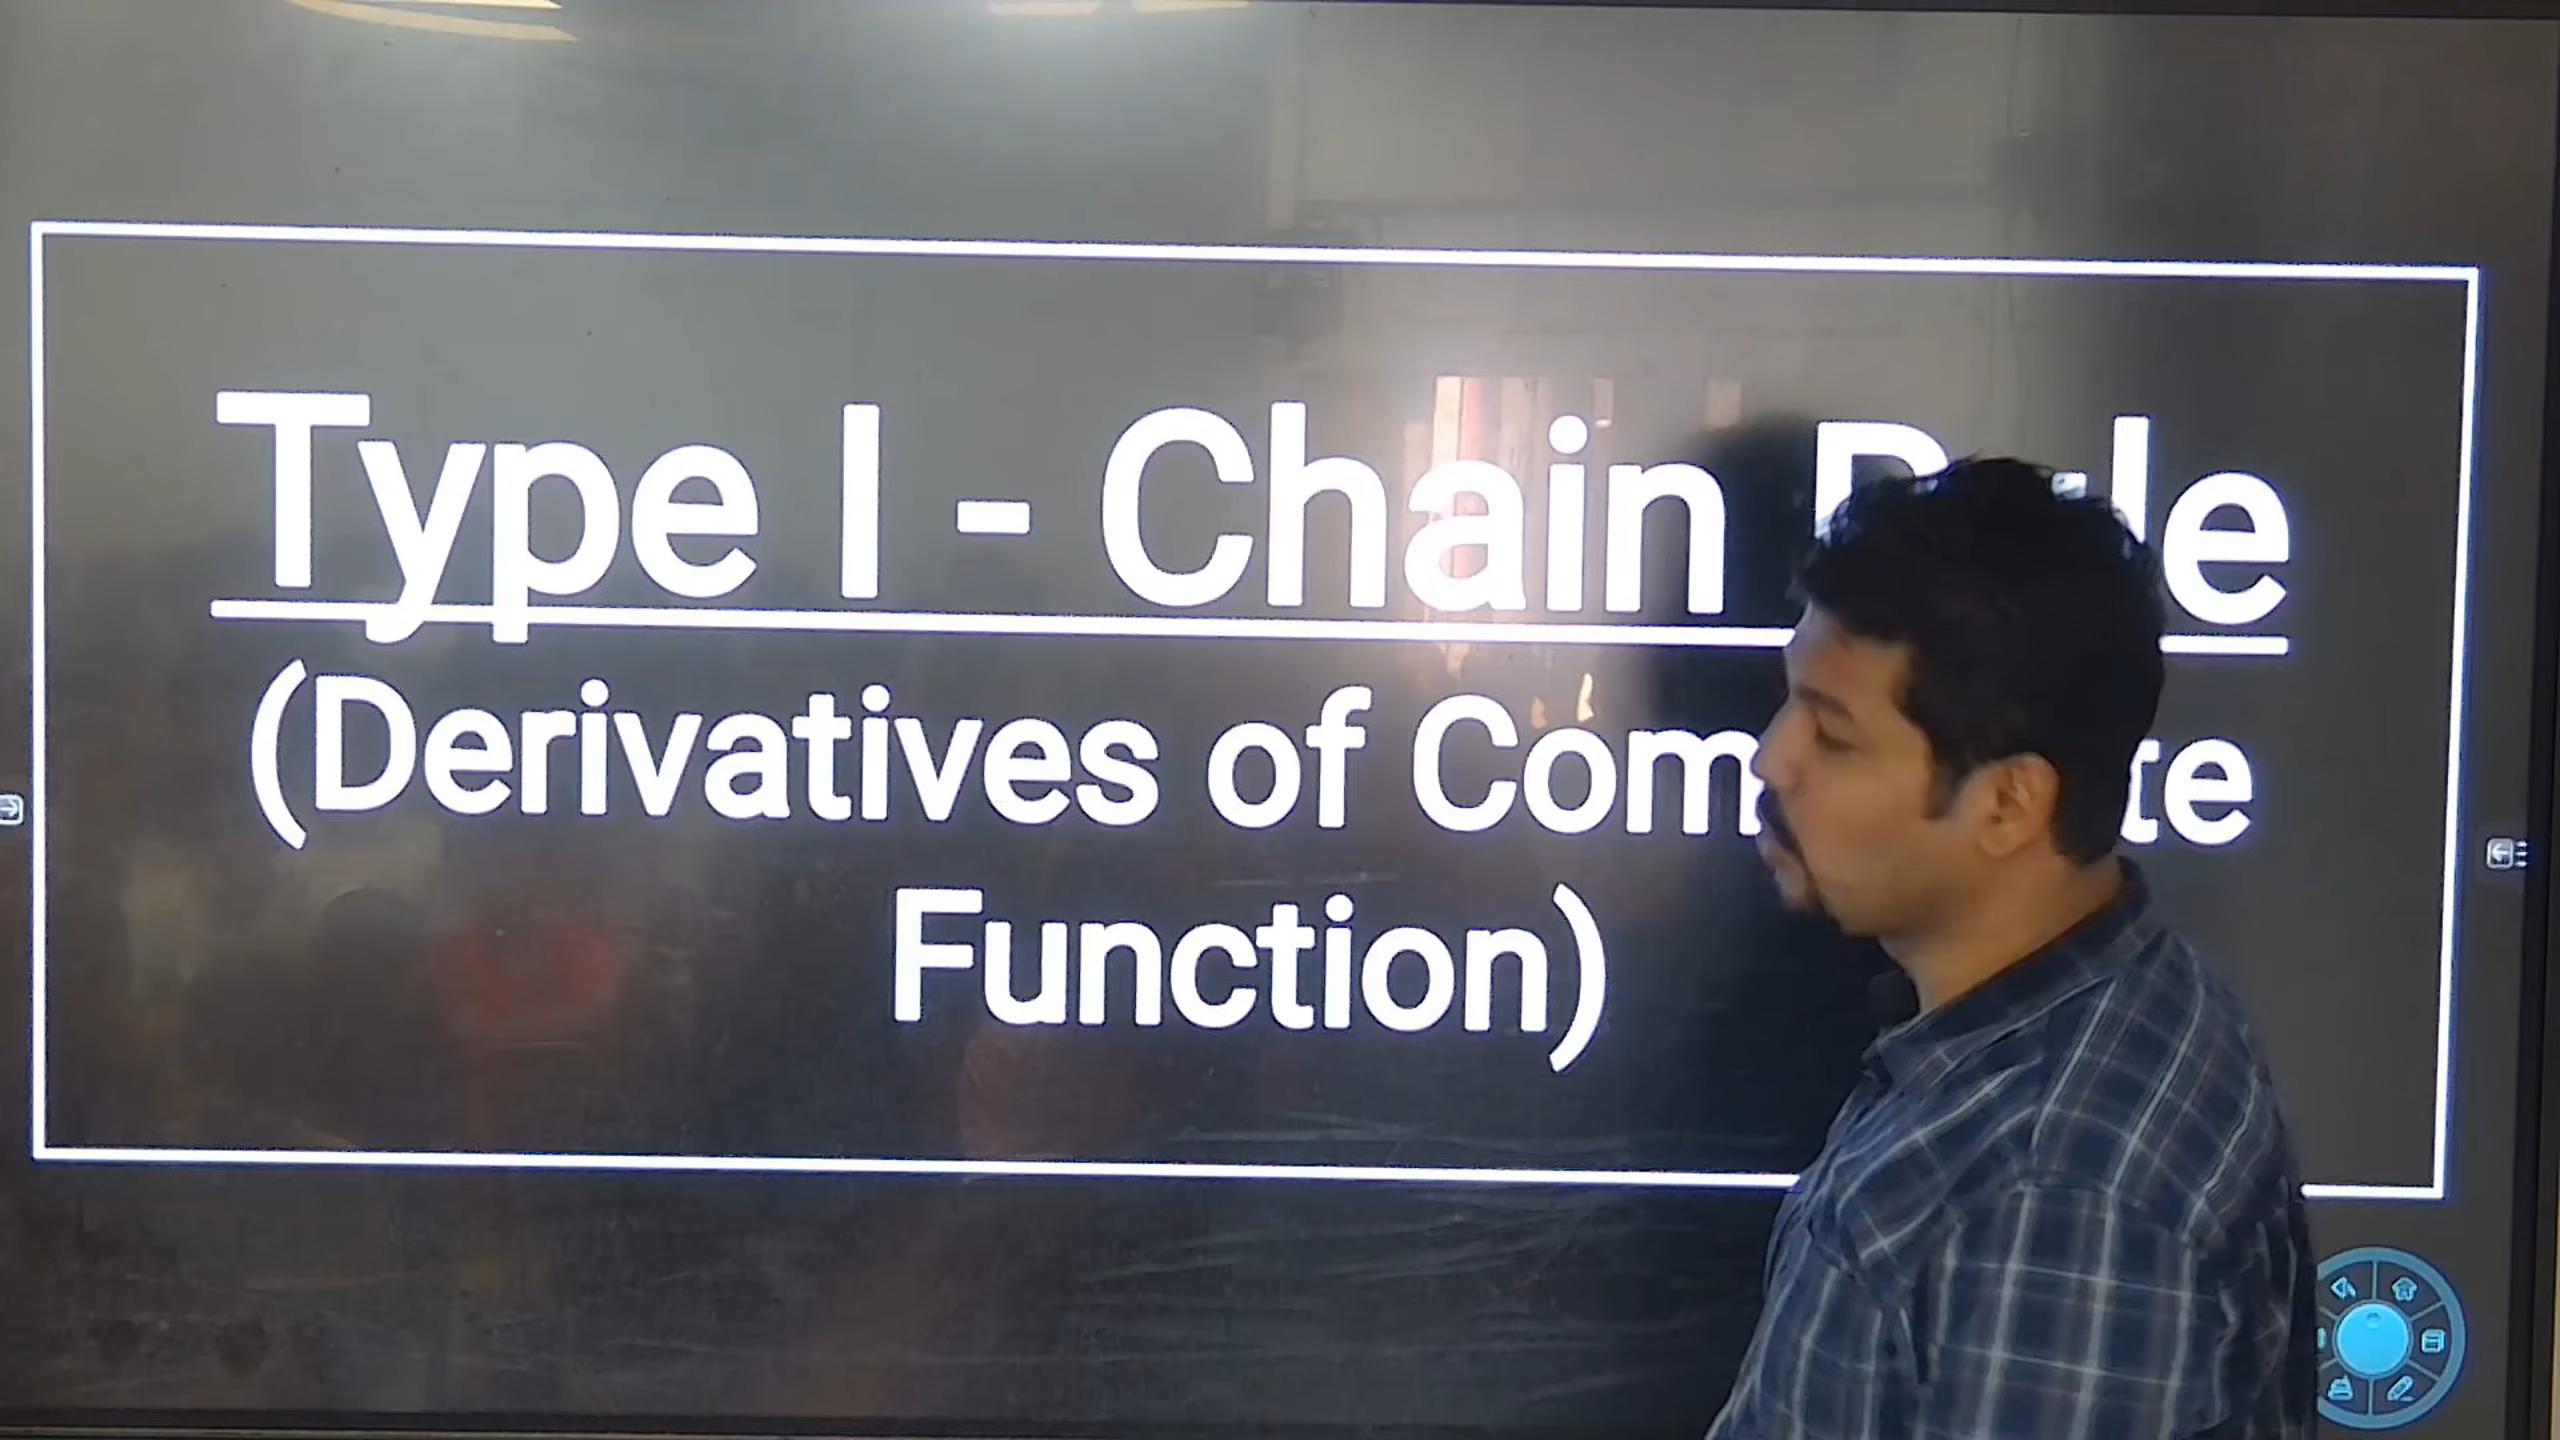 Type I - Chain
(Derivatives of
Function)